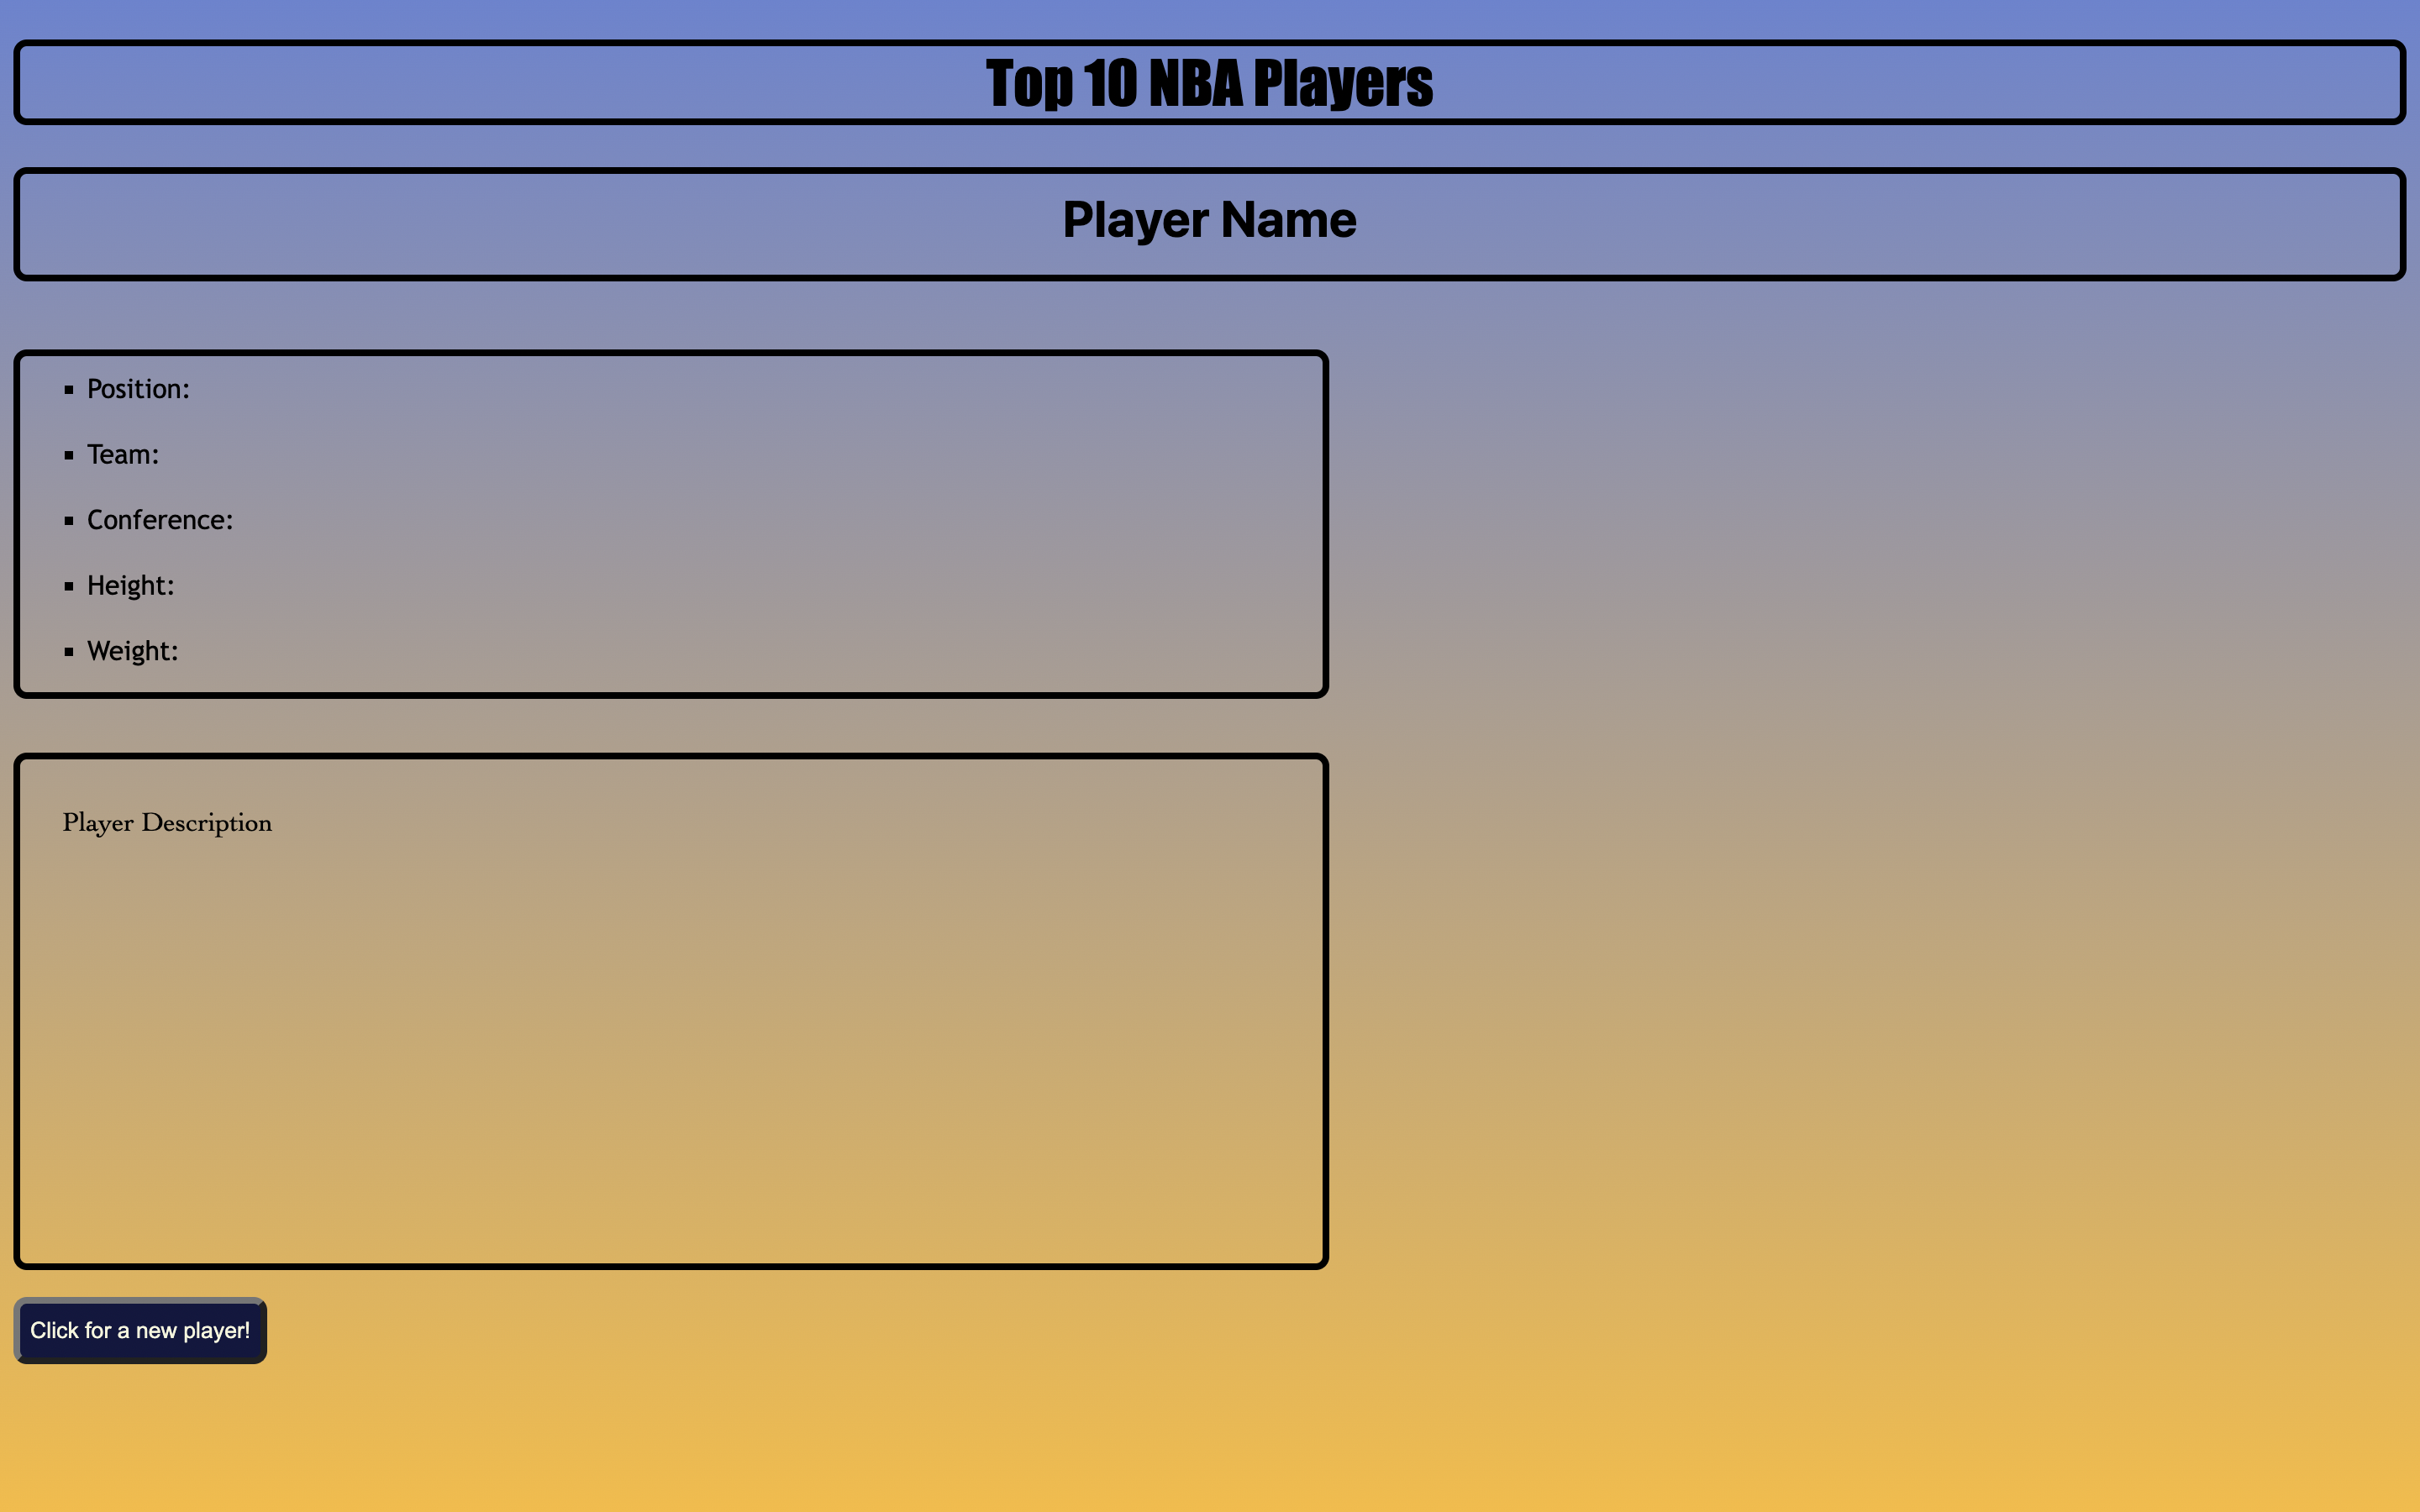 Top 10 NBA Players
Player Name
Position:
Team:
Conference:
Height:
Weight:
Player Description
Click for a new player!